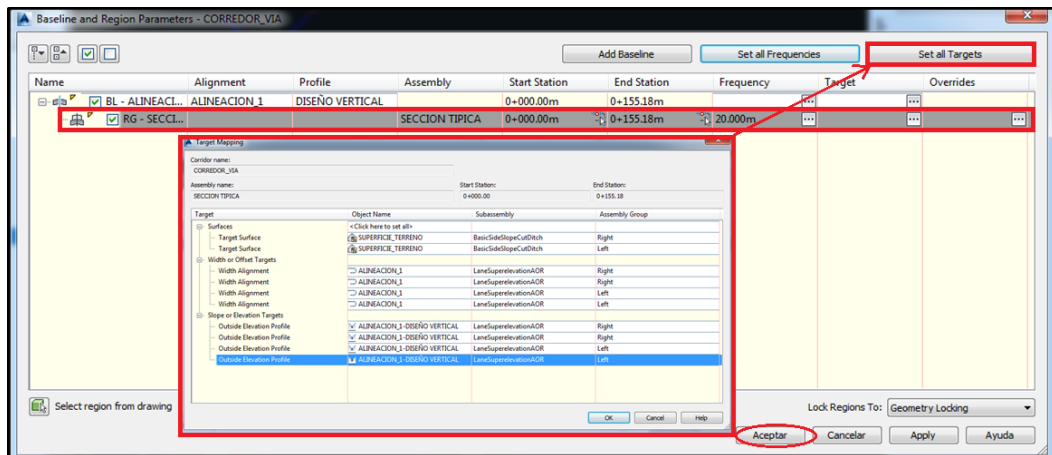 Baseline and Region Parameters - CORREDOR_VIA
Add Baseline Set all Frequencies Set all Targets
Name Alignment Profile Assembly Start Station End Station Frequency Target Overrides
BL - ALINEACI... ALINEACION_1 DISEÑO VERTICAL 0+000.00m 0+155.18m
RG - SECCI... SECCION TIPICA 0+000.00m 0+155.18m 20.000m
Target Mapping
Corridor name:
CORREDOR_VIA
Assembly name: Start Station: End Station:
SECCION TIPICA 0+000.00 0+155.18
Target Object Name Subassembly Assembly Group
Surfaces <Click here to set all>
Target Surface SUPERFICIE_TERRENO BasicSideSlopeCutDitch Right
Target Surface SUPERFICIE_TERRENO BasicSideSlopeCutDitch Left
Width or Offset Targets
Width Alignment ALINEACION_1 LaneSuperelevationAOR Right
Width Alignment ALINEACION_1 LaneSuperelevationAOR Right
Width Alignment ALINEACION_1 LaneSuperelevationAOR Left
Width Alignment ALINEACION_1 LaneSuperelevationAOR Left
Slope or Elevation Targets
Outside Elevation Profile ALINEACION_1-DISEÑO VERTICAL LaneSuperelevationAOR Right
Outside Elevation Profile ALINEACION_1-DISEÑO VERTICAL LaneSuperelevationAOR Right
Outside Elevation Profile ALINEACION_1-DISEÑO VERTICAL LaneSuperelevationAOR Left
Outside Elevation Profile ALINEACION_1-DISEÑO VERTICAL LaneSuperelevationAOR Left
OK Cancel Help
Select region from drawing Lock Regions To: Geometry Locking
Aceptar Cancelar Apply Ayuda